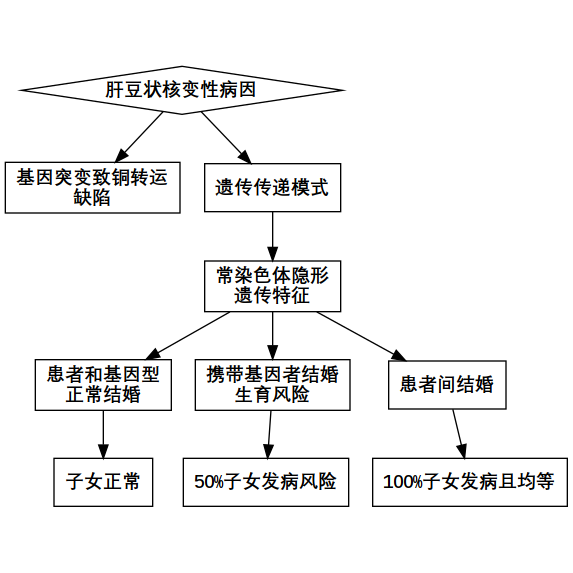 肝豆状核变性病因
基因突变致铜转运
缺陷
遗传传递模式
常染色体隐形
遗传特征
患者和基因型
正常结婚
携带基因者结婚
生育风险
患者间结婚
子女正常
50%子女发病风险
100%子女发病且均等